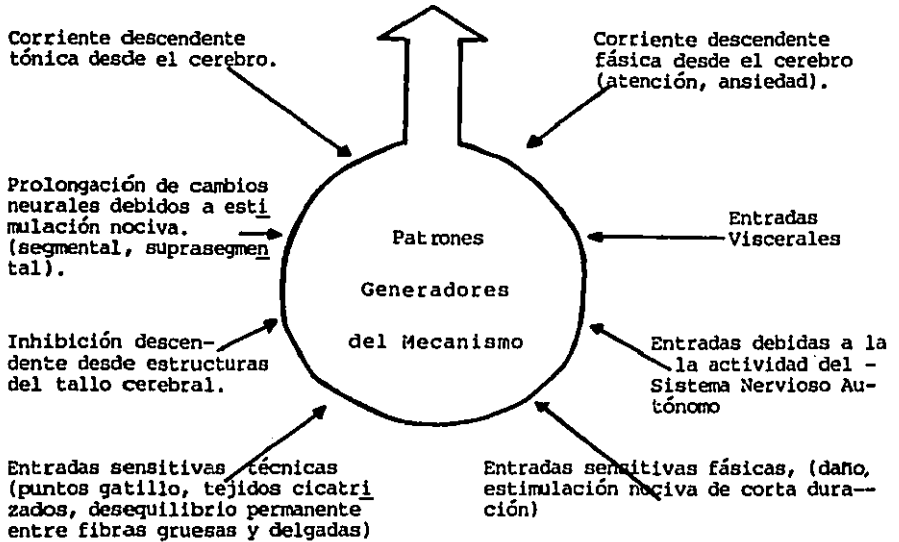 Corriente descendente
tónica desde el cerebro.
Corriente descendente
fásica desde el cerebro
(atención, ansiedad).
Prolongación de cambios
neurales debidos a esti
mulación nociva.
(segmental, suprasegmen
tal).
Patrones
Generadores
del Mecanismo
Entradas
Viscerales
Inhibición descen-
dente desde estructuras
del tallo cerebral.
Entradas debidas a la
la actividad del -
Sistema Nervioso Au-
tónomo
Entradas sensitivas técnicas
(puntos gatillo, tejidos cicatri
zados, desequilibrio permanente
entre fibras gruesas y delgadas)
Entradas sensitivas fásicas, (daño,
estimulación nociva de corta dura--
ción)